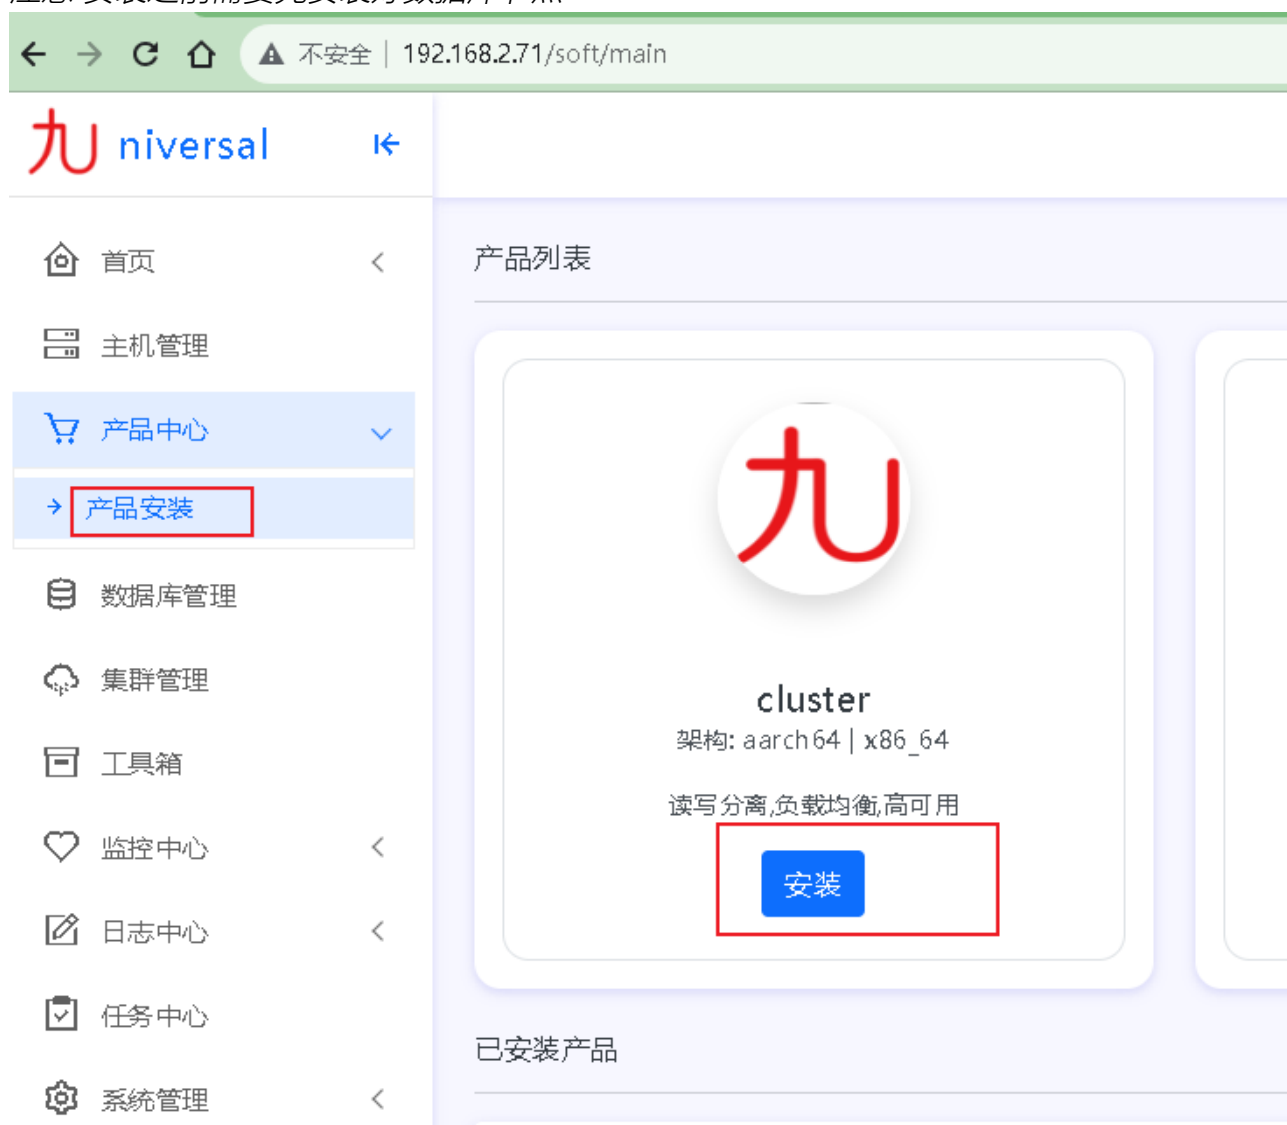 不安全 | 192.168.2.71/soft/main
九U niversal
首页
主机管理
产品中心
产品安装
数据库管理
集群管理
工具箱
监控中心
日志中心
任务中心
系统管理
产品列表
九U
cluster
架构: aarch64 | x86_64
读写分离,负载均衡,高可用
安装
已安装产品